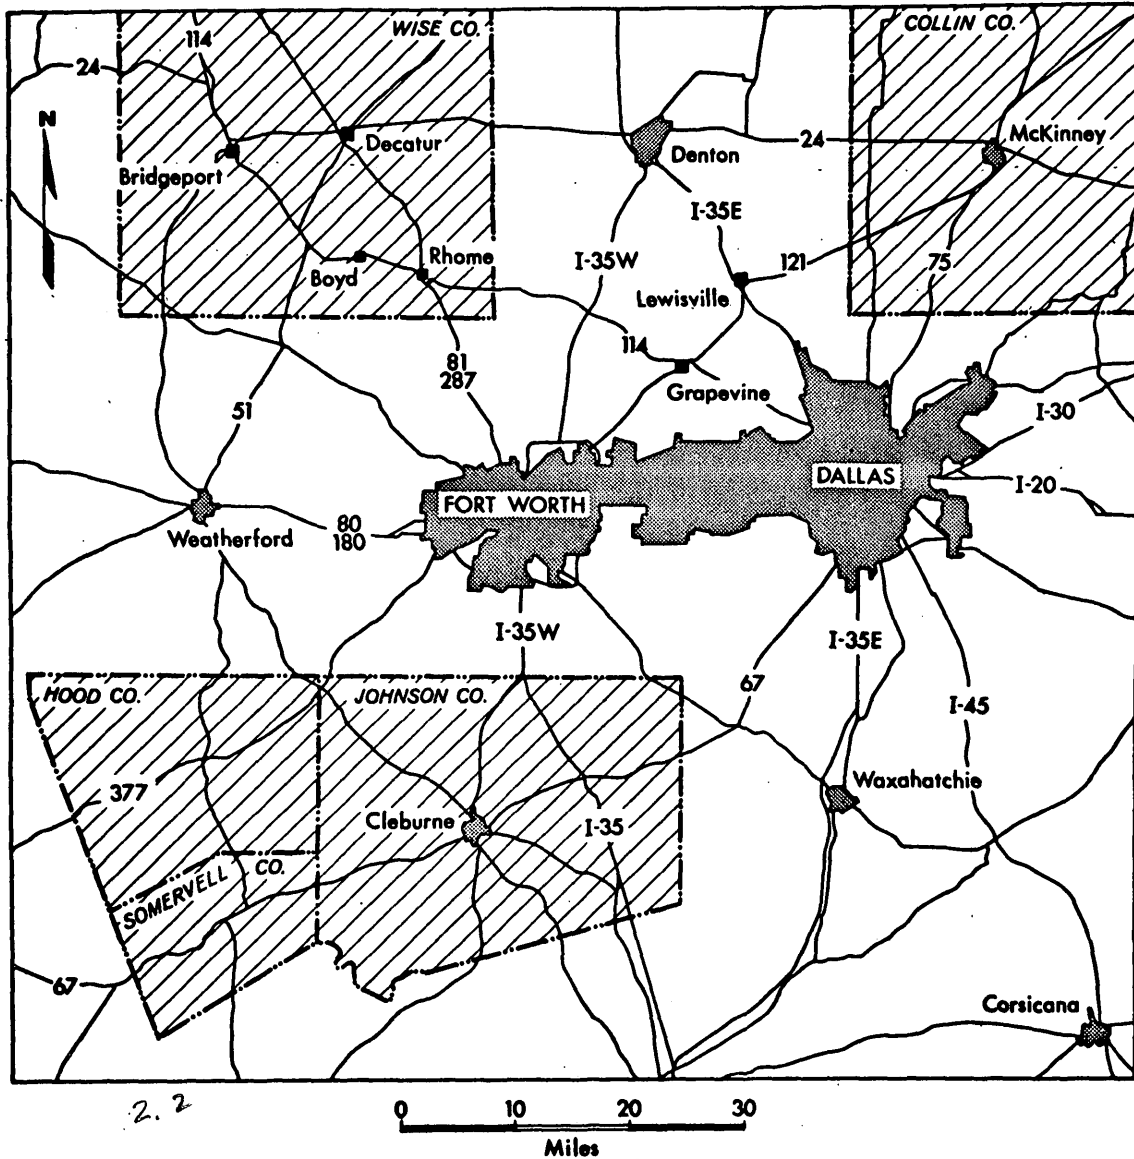 WISE CO.
COLLIN CO.
114
24
N
Decatur
24
McKinney
Denton
Bridgeport
I-35E
Rhome
I-35W
121
75
Boyd
Lewisville
114
81
287
Grapevine
51
I-30
DALLAS
I-20
FORT WORTH
80
180
Weatherford
I-35W
I-35E
67
HOOD CO.
JOHNSON CO.
I-45
377
Waxahatchie
Cleburne
I-35
SOMERVELL CO.
67
Corsicana
2.2
0 10 20 30
Miles